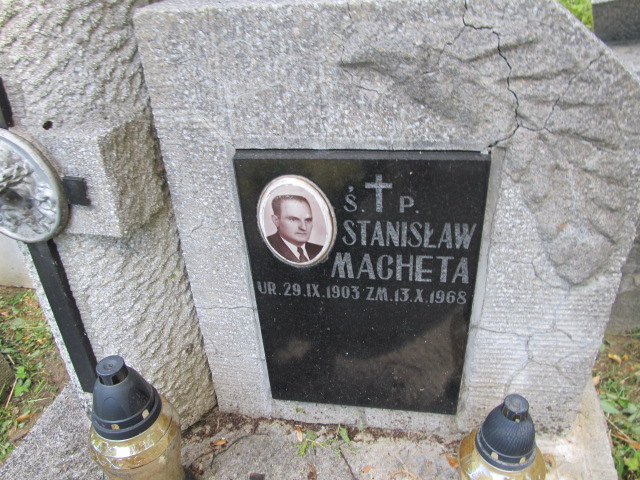 Ś. P.
STANISŁAW
MACHETA
UR. 29.IX.1903 ZM. 13.X.1968